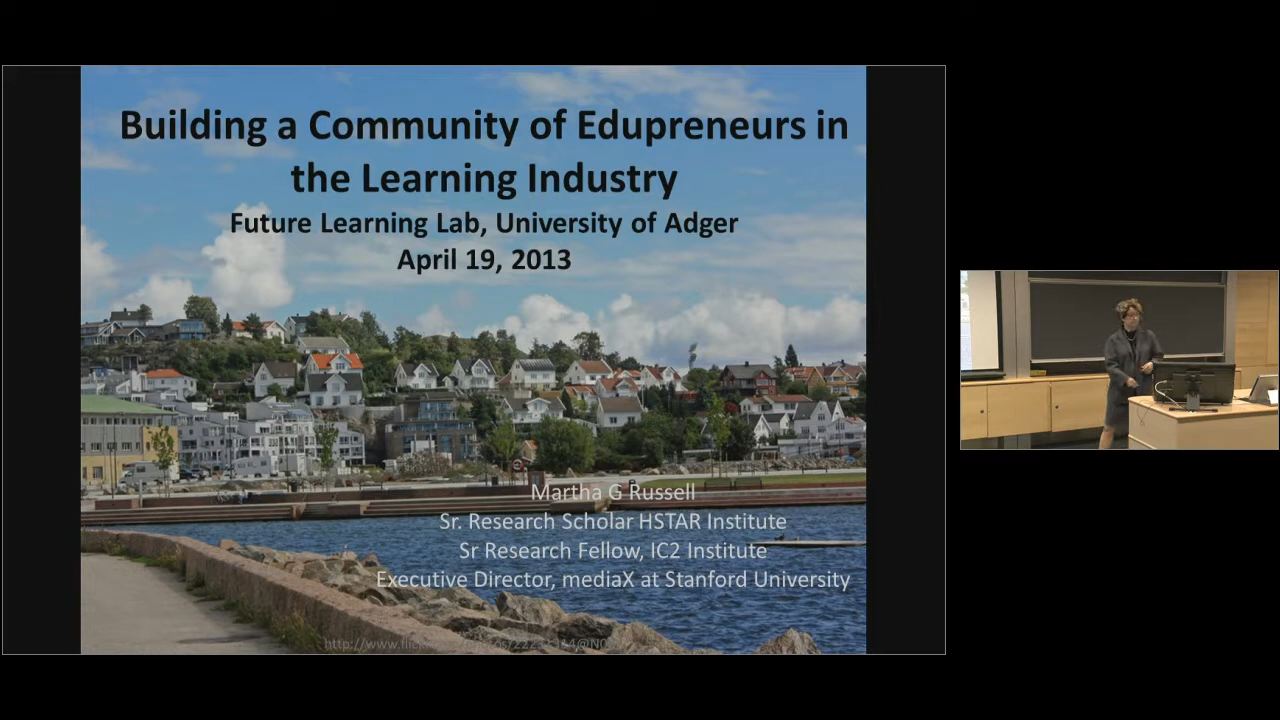 Building a Community of Edupreneurs in
the Learning Industry
Future Learning Lab, University of Adger
April 19, 2013
Martha G Russell
Sr. Research Scholar HSTAR Institute
Sr Research Fellow, IC2 Institute
Executive Director, mediaX at Stanford University